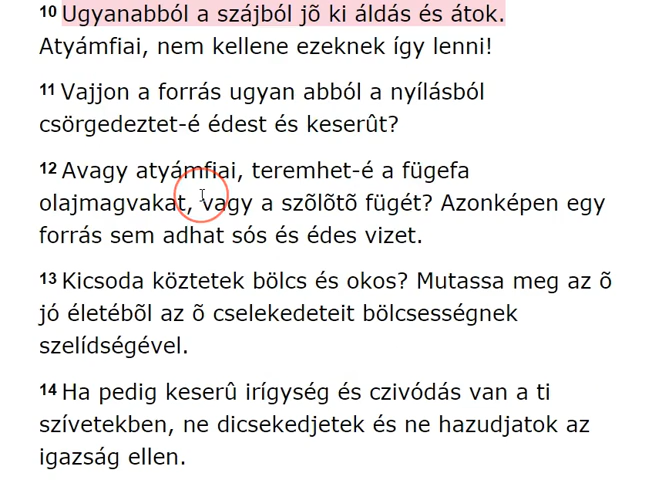 10 Ugyanabból a szájból jõ ki áldás és átok.
Atyámfiai, nem kellene ezeknek így lenni!
11 Vajjon a forrás ugyan abból a nyílásból
csörgedeztet-é édest és keserût?
12 Avagy atyámfiai, teremhet-é a fügefa
olajmagvakat, vagy a szõlõtõ fügét? Azonképen egy
forrás sem adhat sós és édes vizet.
13 Kicsoda köztetek bölcs és okos? Mutassa meg az õ
jó életébõl az õ cselekedeteit bölcsességnek
szelídségével.
14 Ha pedig keserû irígység és czivódás van a ti
szívetekben, ne dicsekedjetek és ne hazudjatok az
igazság ellen.